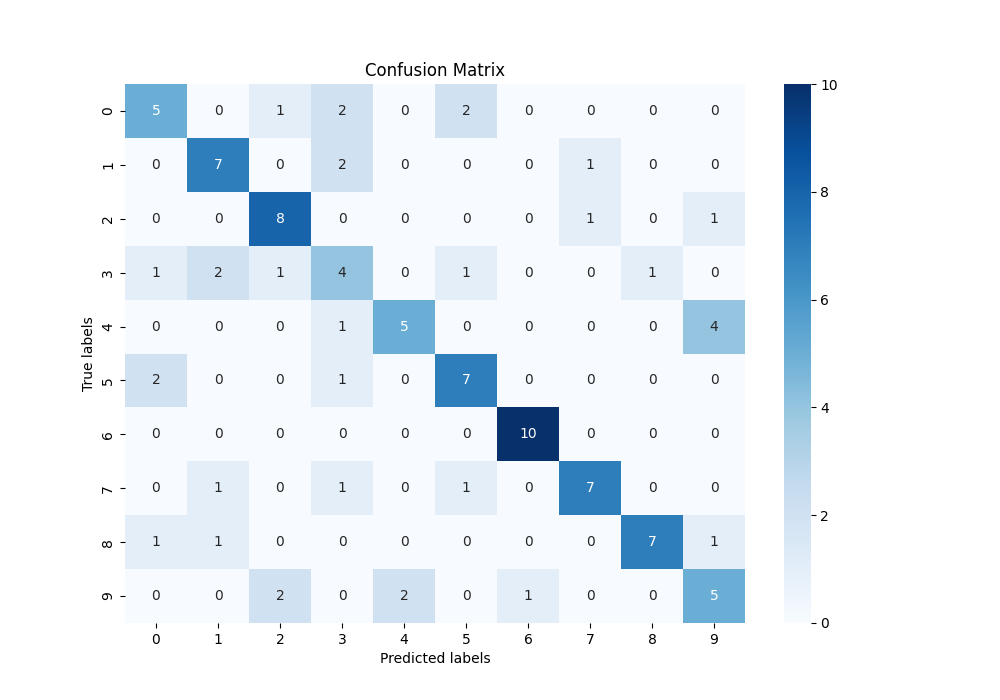 Confusion Matrix
0 5 0 1 2 0 2 0 0 0 0
1 0 7 0 2 0 0 0 1 0 0
2 0 0 8 0 0 0 0 1 0 1
3 1 2 1 4 0 1 0 0 1 0
4 0 0 0 1 5 0 0 0 0 4
5 2 0 0 1 0 7 0 0 0 0
6 0 0 0 0 0 0 10 0 0 0
7 0 1 0 1 0 1 0 7 0 0
8 1 1 0 0 0 0 0 0 7 1
9 0 0 2 0 2 0 1 0 0 5
0 1 2 3 4 5 6 7 8 9
Predicted labels
True labels
10
8
6
4
2
0